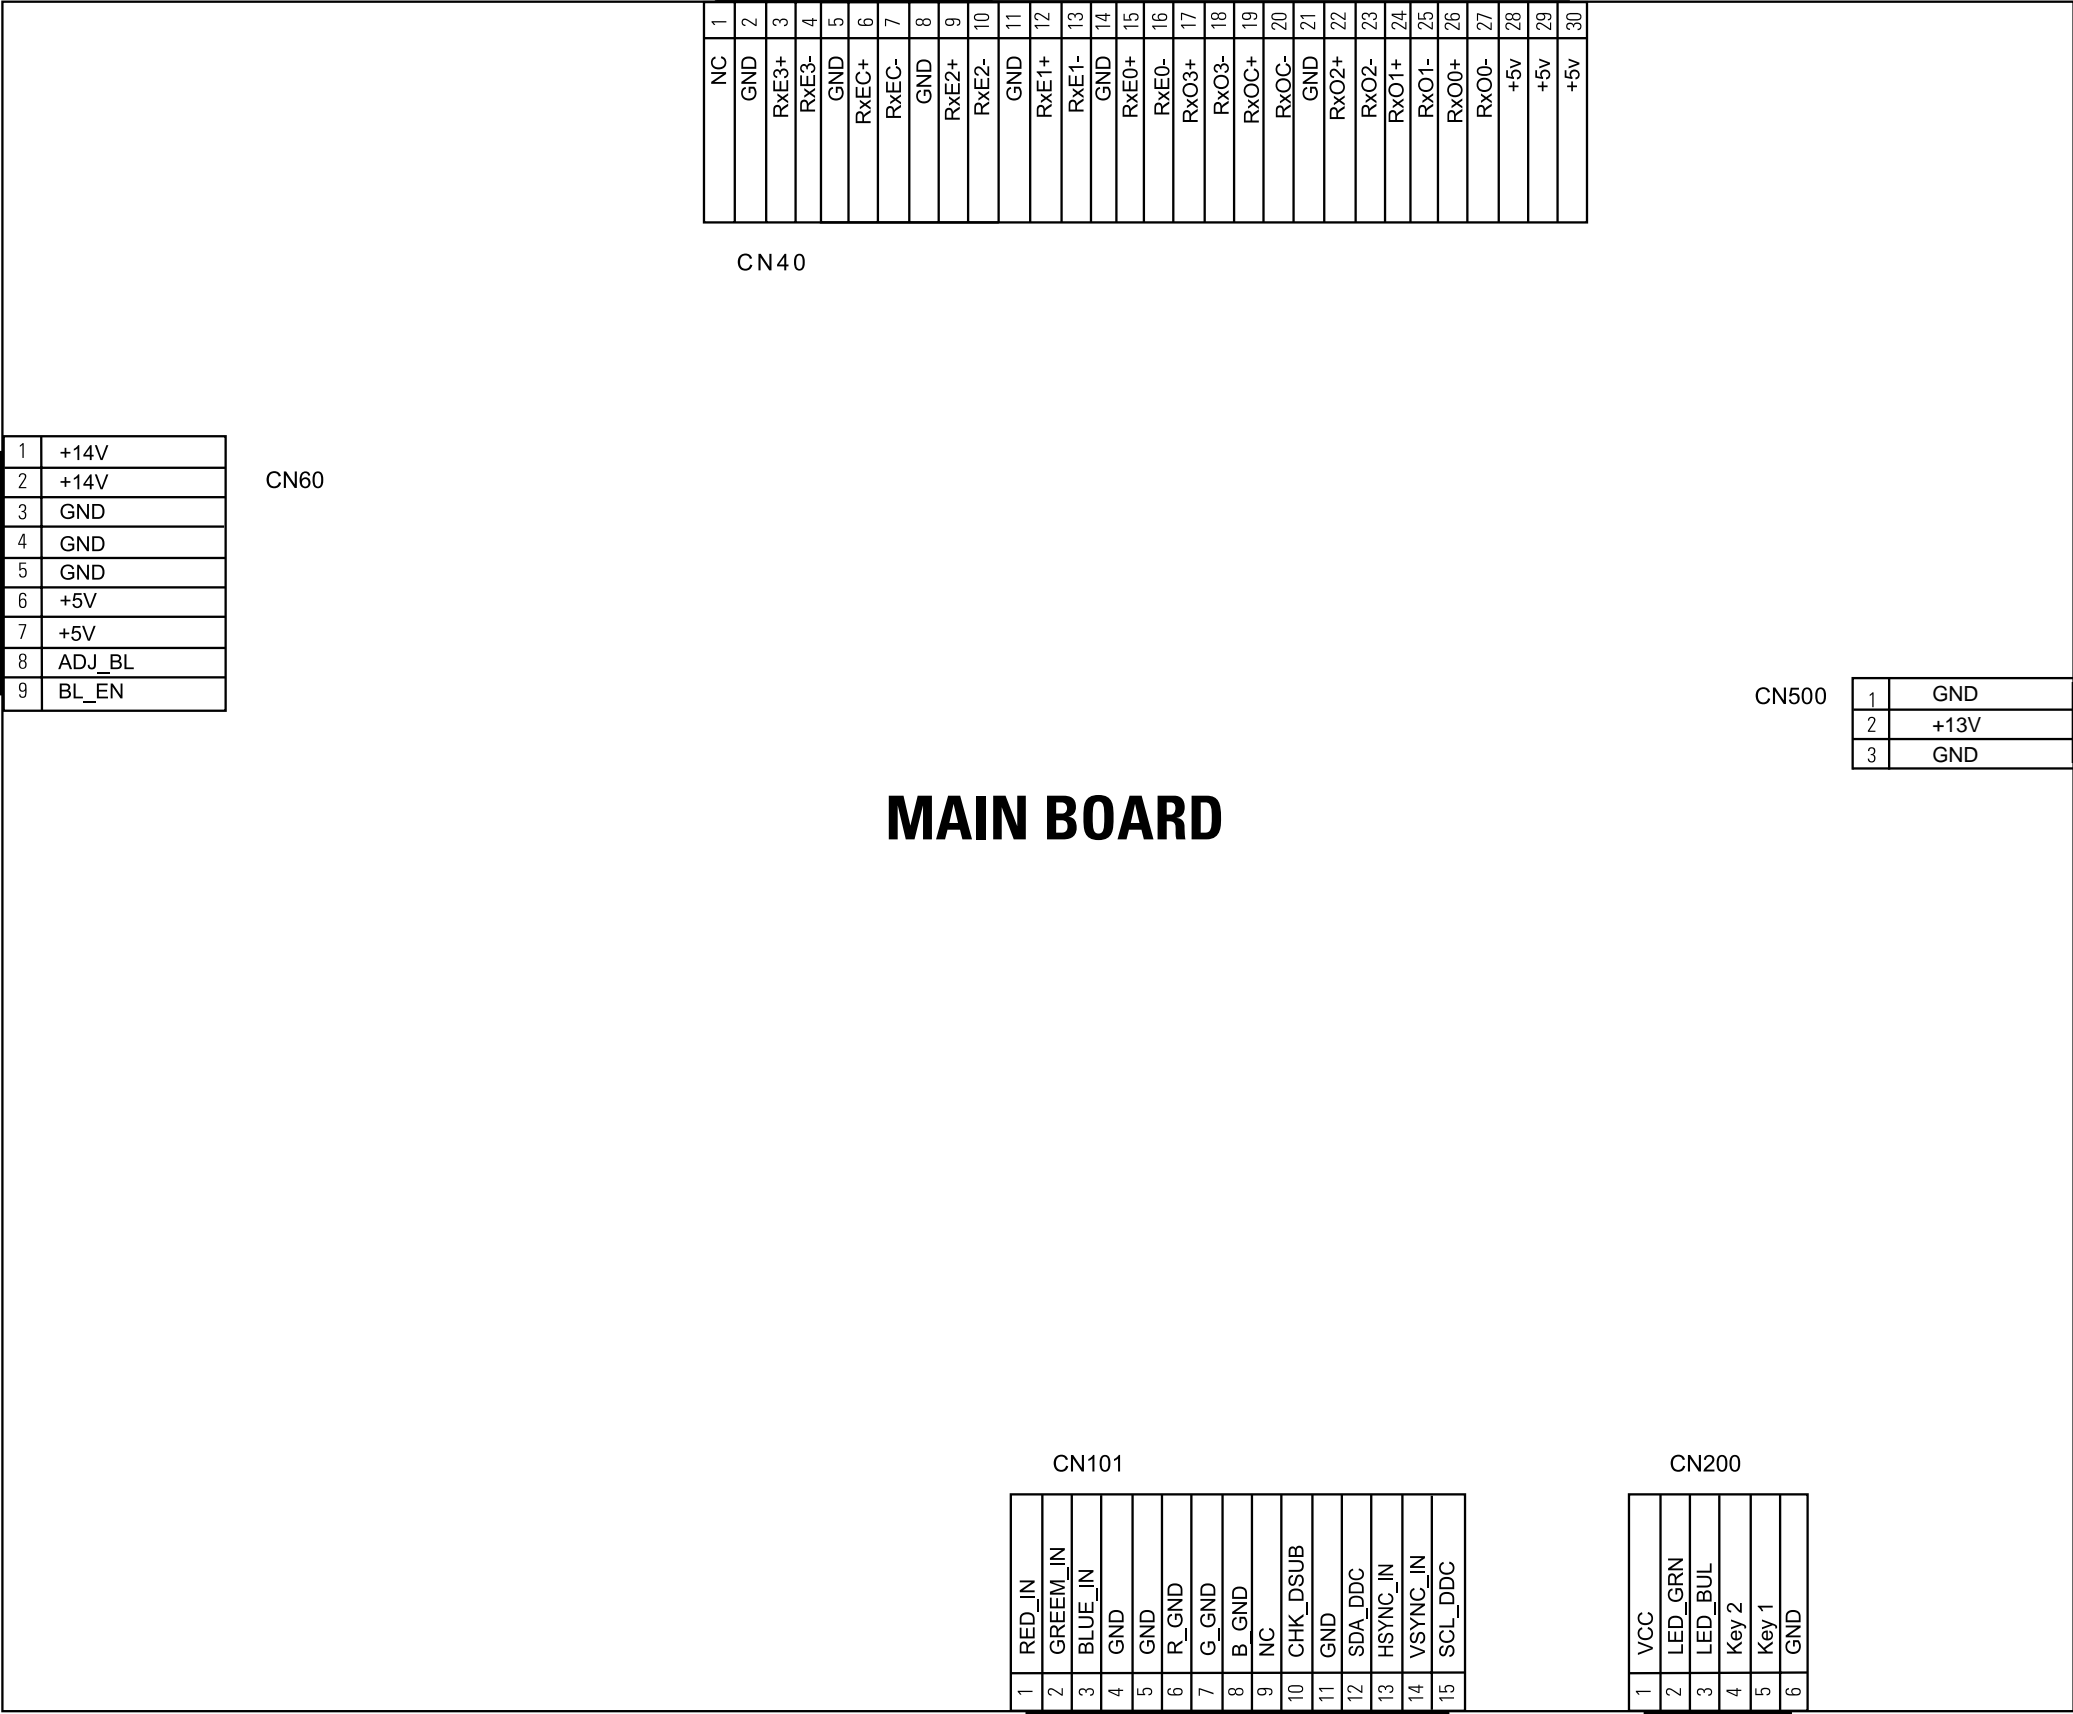 1 2 3 4 5 6 7 8 9 10 11 12 13 14 15 16 17 18 19 20 21 22 23 24 25 26 27 28 29 30
NC GND RxE3+ RxE3- GND RxEC+ RxEC- GND RxE2+ RxE2- GND RxE1+ RxE1- GND RxE0+ RxE0- RxO3+ RxO3- RxOC+ RxOC- GND RxO2+ RxO2- RxO1+ RxO1- RxO0+ RxO0- +5v +5v +5v
CN40
1 +14V
2 +14V
3 GND
4 GND
5 GND
6 +5V
7 +5V
8 ADJ_BL
9 BL_EN
CN60
CN500
1 GND
2 +13V
3 GND
MAIN BOARD
CN101
RED_IN GREEM_IN BLUE_IN GND GND R_GND G_GND B_GND NC CHK_DSUB GND SDA_DDC HSYNC_IN VSYNC_IN SCL_DDC
1 2 3 4 5 6 7 8 9 10 11 12 13 14 15
CN200
VCC LED_GRN LED_BUL Key 2 Key 1 GND
1 2 3 4 5 6